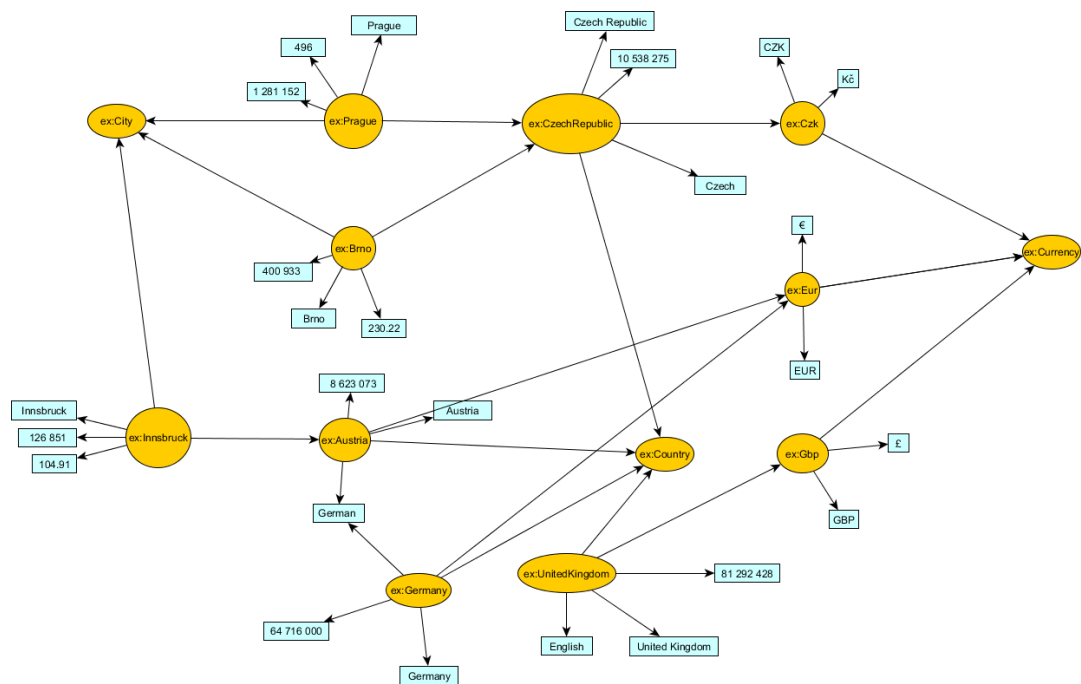 Prague
Czech Republic
496
CZK
10 538 275
Kč
1 281 152
ex:City
ex:Prague
ex:CzechRepublic
ex:Czk
Czech
€
ex:Brno
ex:Currency
400 933
ex:Eur
Brno
230.22
EUR
8 623 073
Innsbruck
Austria
126 851
ex:Innsbruck
ex:Austria
£
104.91
ex:Country
ex:Gbp
German
GBP
ex:UnitedKingdom
81 292 428
ex:Germany
64 716 000
English
United Kingdom
Germany